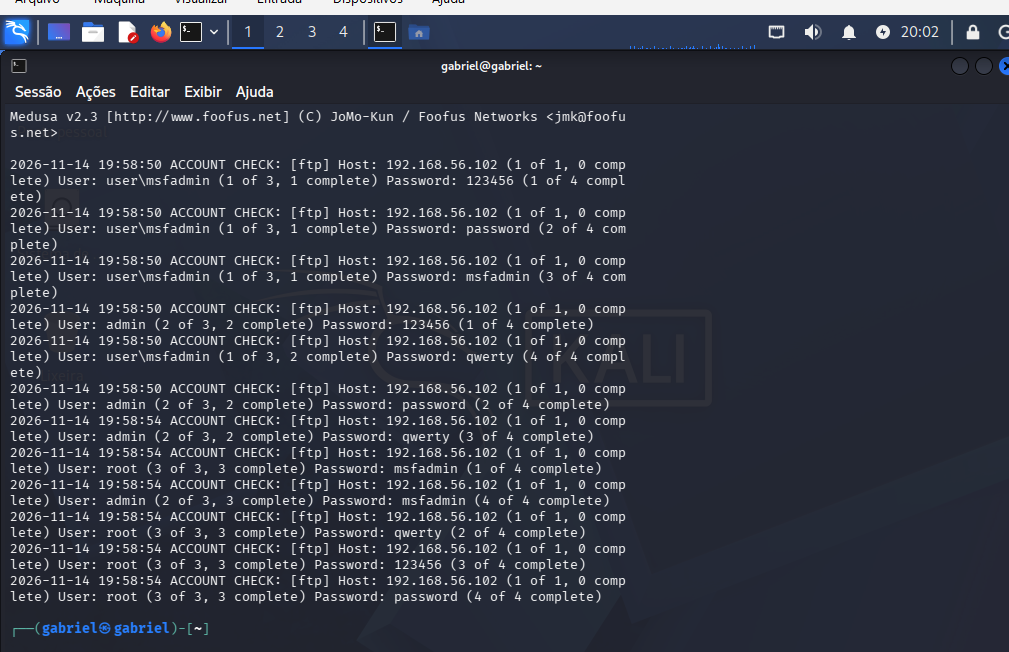 Arquivo Máquina Visualizar Entrada Dispositivos Ajuda
1 2 3 4 20:02
gabriel@gabriel: ~
Sessão Ações Editar Exibir Ajuda
Medusa v2.3 [http://www.foofus.net] (C) JoMo-Kun / Foofus Networks <jmk@foofu
s.net>
2026-11-14 19:58:50 ACCOUNT CHECK: [ftp] Host: 192.168.56.102 (1 of 1, 0 comp
lete) User: user\msfadmin (1 of 3, 1 complete) Password: 123456 (1 of 4 compl
ete)
2026-11-14 19:58:50 ACCOUNT CHECK: [ftp] Host: 192.168.56.102 (1 of 1, 0 comp
lete) User: user\msfadmin (1 of 3, 1 complete) Password: password (2 of 4 com
plete)
2026-11-14 19:58:50 ACCOUNT CHECK: [ftp] Host: 192.168.56.102 (1 of 1, 0 comp
lete) User: user\msfadmin (1 of 3, 1 complete) Password: msfadmin (3 of 4 com
plete)
2026-11-14 19:58:50 ACCOUNT CHECK: [ftp] Host: 192.168.56.102 (1 of 1, 0 comp
lete) User: admin (2 of 3, 2 complete) Password: 123456 (1 of 4 complete)
2026-11-14 19:58:50 ACCOUNT CHECK: [ftp] Host: 192.168.56.102 (1 of 1, 0 comp
lete) User: user\msfadmin (1 of 3, 2 complete) Password: qwerty (4 of 4 compl
ete)
2026-11-14 19:58:50 ACCOUNT CHECK: [ftp] Host: 192.168.56.102 (1 of 1, 0 comp
lete) User: admin (2 of 3, 2 complete) Password: password (2 of 4 complete)
2026-11-14 19:58:54 ACCOUNT CHECK: [ftp] Host: 192.168.56.102 (1 of 1, 0 comp
lete) User: admin (2 of 3, 2 complete) Password: qwerty (3 of 4 complete)
2026-11-14 19:58:54 ACCOUNT CHECK: [ftp] Host: 192.168.56.102 (1 of 1, 0 comp
lete) User: root (3 of 3, 3 complete) Password: msfadmin (1 of 4 complete)
2026-11-14 19:58:54 ACCOUNT CHECK: [ftp] Host: 192.168.56.102 (1 of 1, 0 comp
lete) User: admin (2 of 3, 3 complete) Password: msfadmin (4 of 4 complete)
2026-11-14 19:58:54 ACCOUNT CHECK: [ftp] Host: 192.168.56.102 (1 of 1, 0 comp
lete) User: root (3 of 3, 3 complete) Password: qwerty (2 of 4 complete)
2026-11-14 19:58:54 ACCOUNT CHECK: [ftp] Host: 192.168.56.102 (1 of 1, 0 comp
lete) User: root (3 of 3, 3 complete) Password: 123456 (3 of 4 complete)
2026-11-14 19:58:54 ACCOUNT CHECK: [ftp] Host: 192.168.56.102 (1 of 1, 0 comp
lete) User: root (3 of 3, 3 complete) Password: password (4 of 4 complete)
KALI
┌──(gabriel㉿gabriel)-[~]